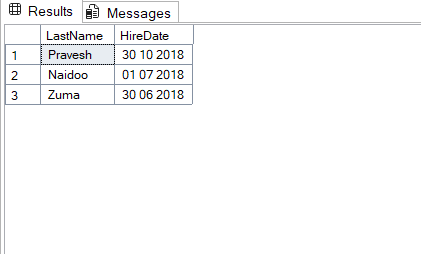 Results Messages
LastName HireDate
1 Pravesh 30 10 2018
2 Naidoo 01 07 2018
3 Zuma 30 06 2018